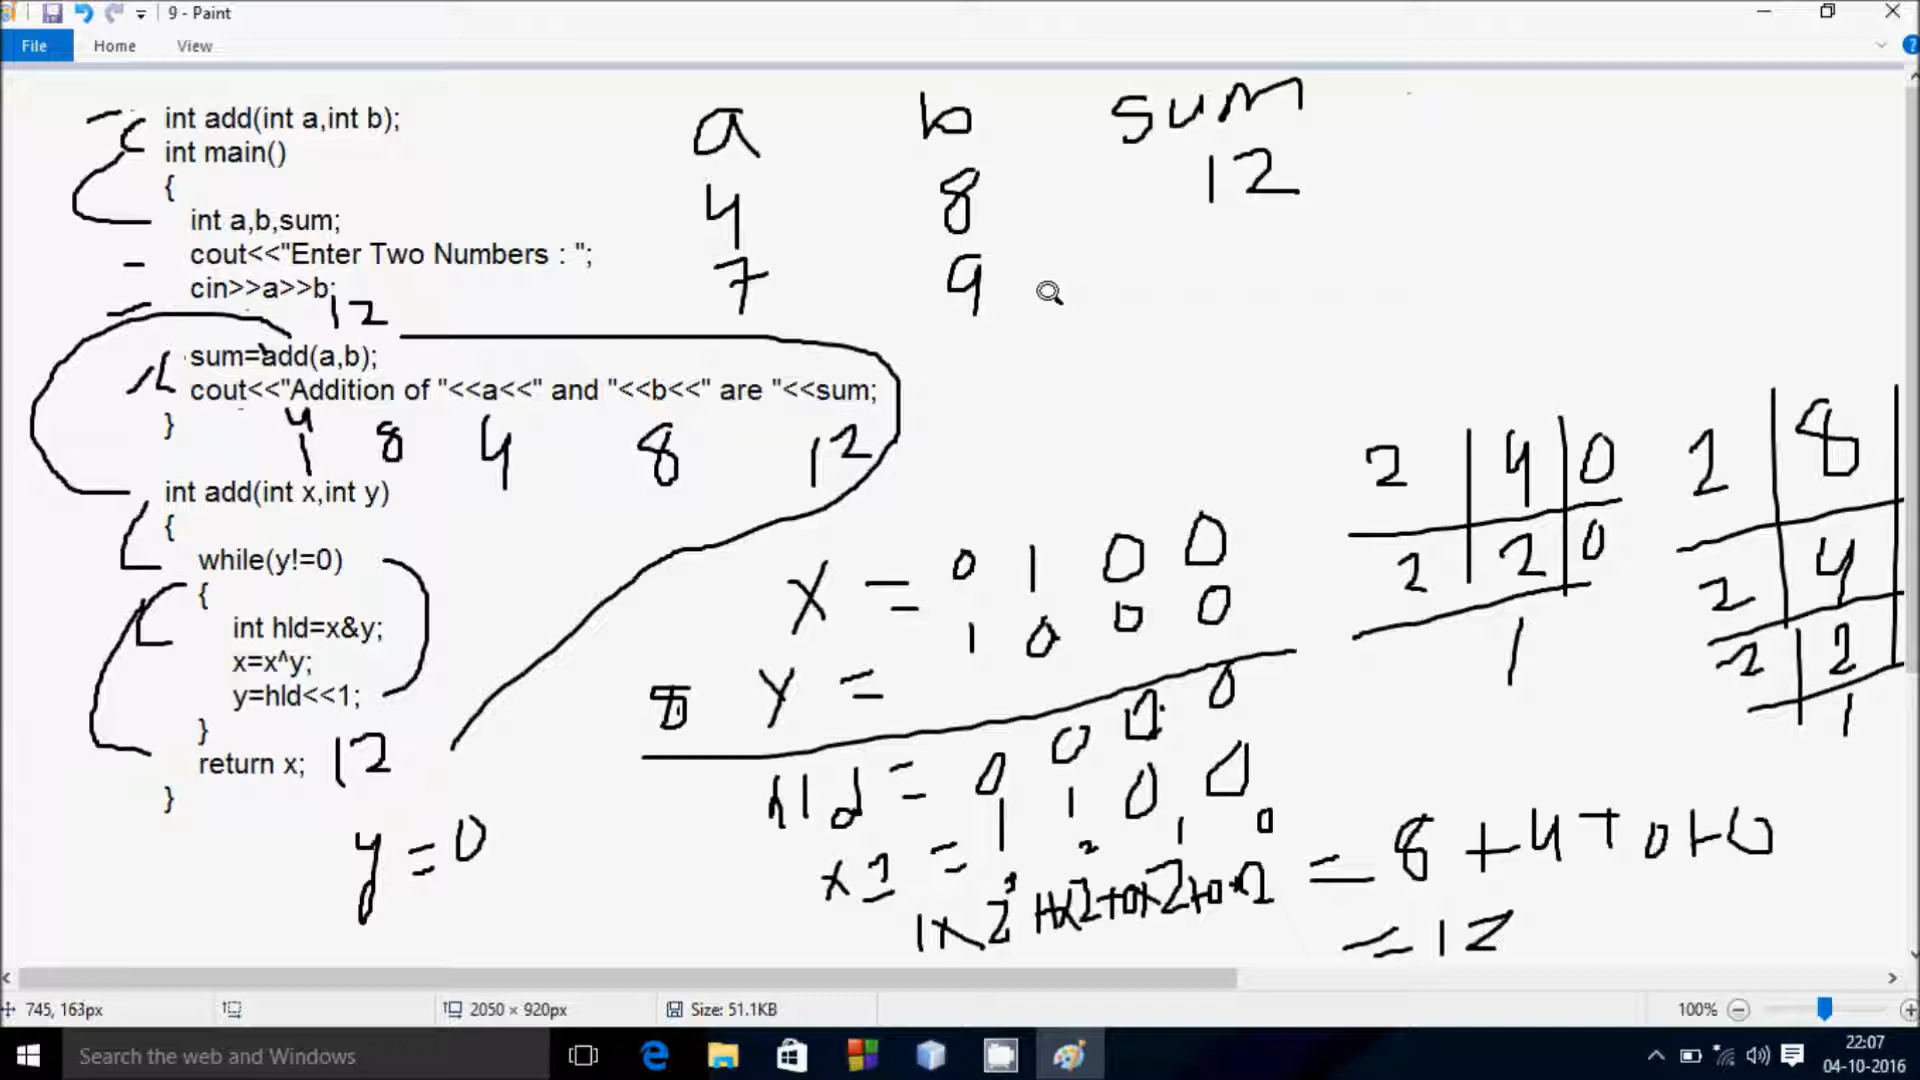 9 - Paint
File Home View
int add(int a,int b);
int main()
{
int a,b,sum;
cout<<"Enter Two Numbers : ";
cin>>a>>b;
12
sum=add(a,b);
cout<<"Addition of "<<a<<" and "<<b<<" are "<<sum;
}
4 8 4 8 12
int add(int x,int y)
{
while(y!=0)
{
int hld=x&y;
x=x^y;
y=hld<<1;
}
return x; 12
}
y=0
a b sum
4 8 12
7 9
X = 0 1 0 0
Y = 1 0 0 0
8
hld = 0 0 0 0
x = 1 1 0 0
= 8+4+0+0
= 12
2 4 0
2 2 0
1
2 8
2 4
2 2
1
745, 163px
2050 × 920px
Size: 51.1KB
100%
Search the web and Windows
22:07
04-10-2016